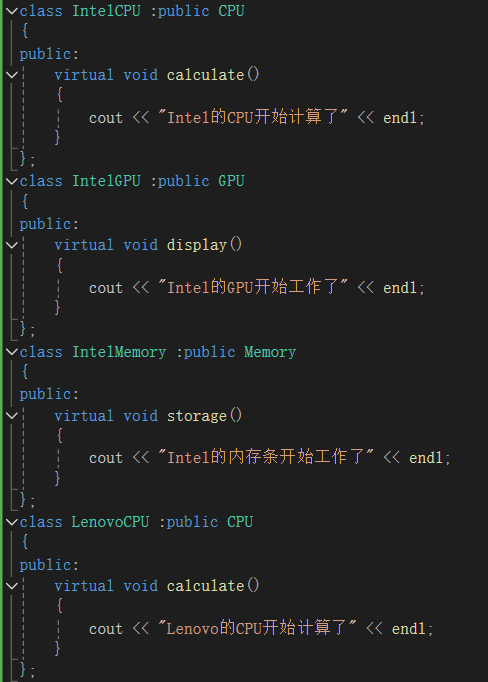 class IntelCPU :public CPU
{
public:
    virtual void calculate()
    {
        cout << "Intel的CPU开始计算了" << endl;
    }
};
class IntelGPU :public GPU
{
public:
    virtual void display()
    {
        cout << "Intel的GPU开始工作了" << endl;
    }
};
class IntelMemory :public Memory
{
public:
    virtual void storage()
    {
        cout << "Intel的内存条开始工作了" << endl;
    }
};
class LenovoCPU :public CPU
{
public:
    virtual void calculate()
    {
        cout << "Lenovo的CPU开始计算了" << endl;
    }
};